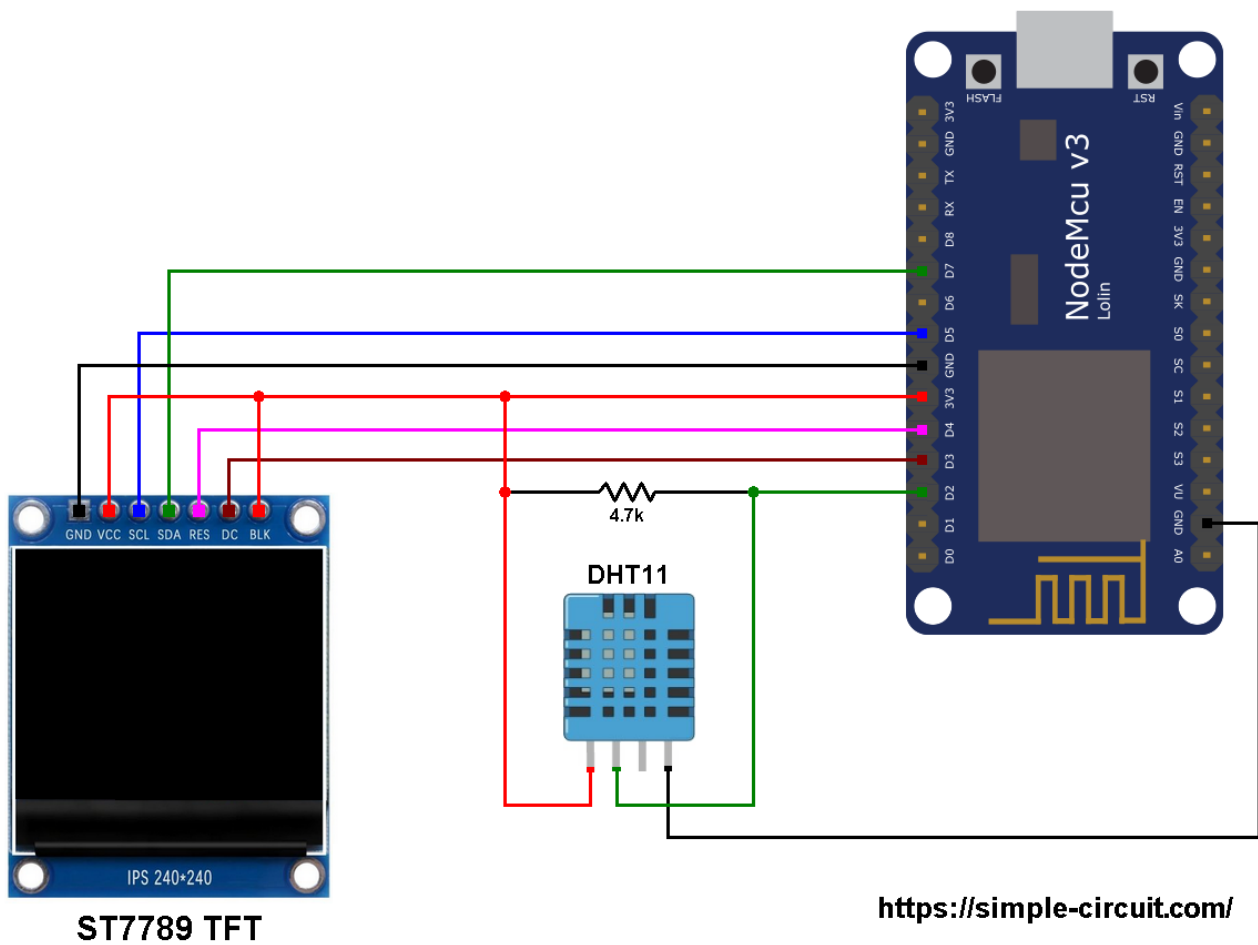 FLASH
RST
3V3
GND
TX
RX
D8
D7
D6
D5
GND
3V3
D4
D3
D2
D1
D0
NodeMcu v3
Lolin
Vin
GND
RST
EN
3V3
GND
SK
S0
SC
S1
S2
S3
VU
GND
A0
4.7k
GND VCC SCL SDA RES DC BLK
DHT11
IPS 240*240
ST7789 TFT
https://simple-circuit.com/